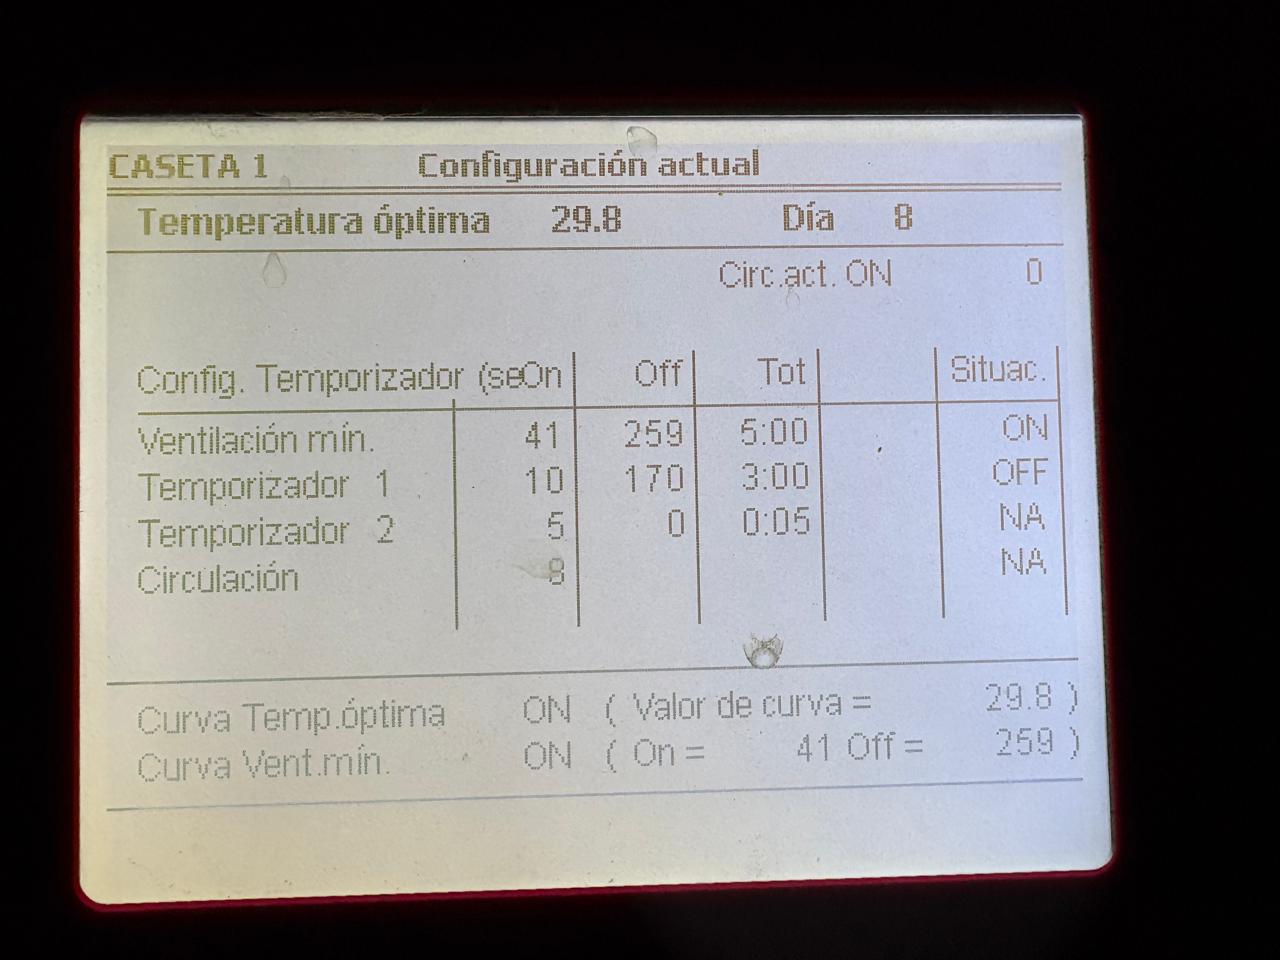 CASETA 1 Configuración actual
Temperatura óptima 29.8 Día 8
Circ.act. ON 0
Config. Temporizador (seOn Off Tot Situac.
Ventilación mín. 41 259 5:00 ON
Temporizador 1 10 170 3:00 OFF
Temporizador 2 5 0 0:05 NA
Circulación 8 NA
Curva Temp.óptima ON ( Valor de curva = 29.8 )
Curva Vent.mín. ON ( On = 41 Off = 259 )